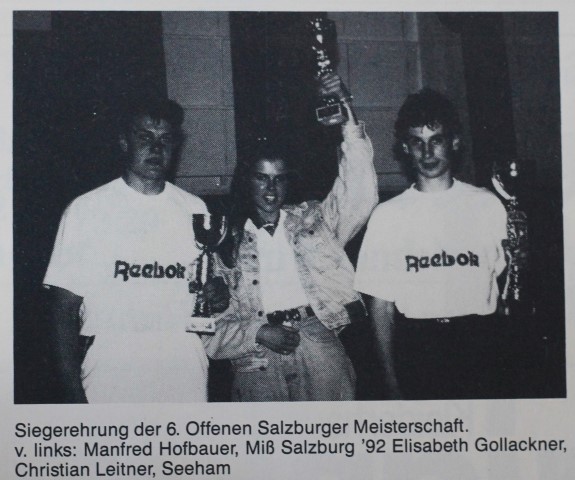 Reebok
Reebok
Siegerehrung der 6. Offenen Salzburger Meisterschaft.
v. links: Manfred Hofbauer, Miß Salzburg '92 Elisabeth Gollackner,
Christian Leitner, Seeham